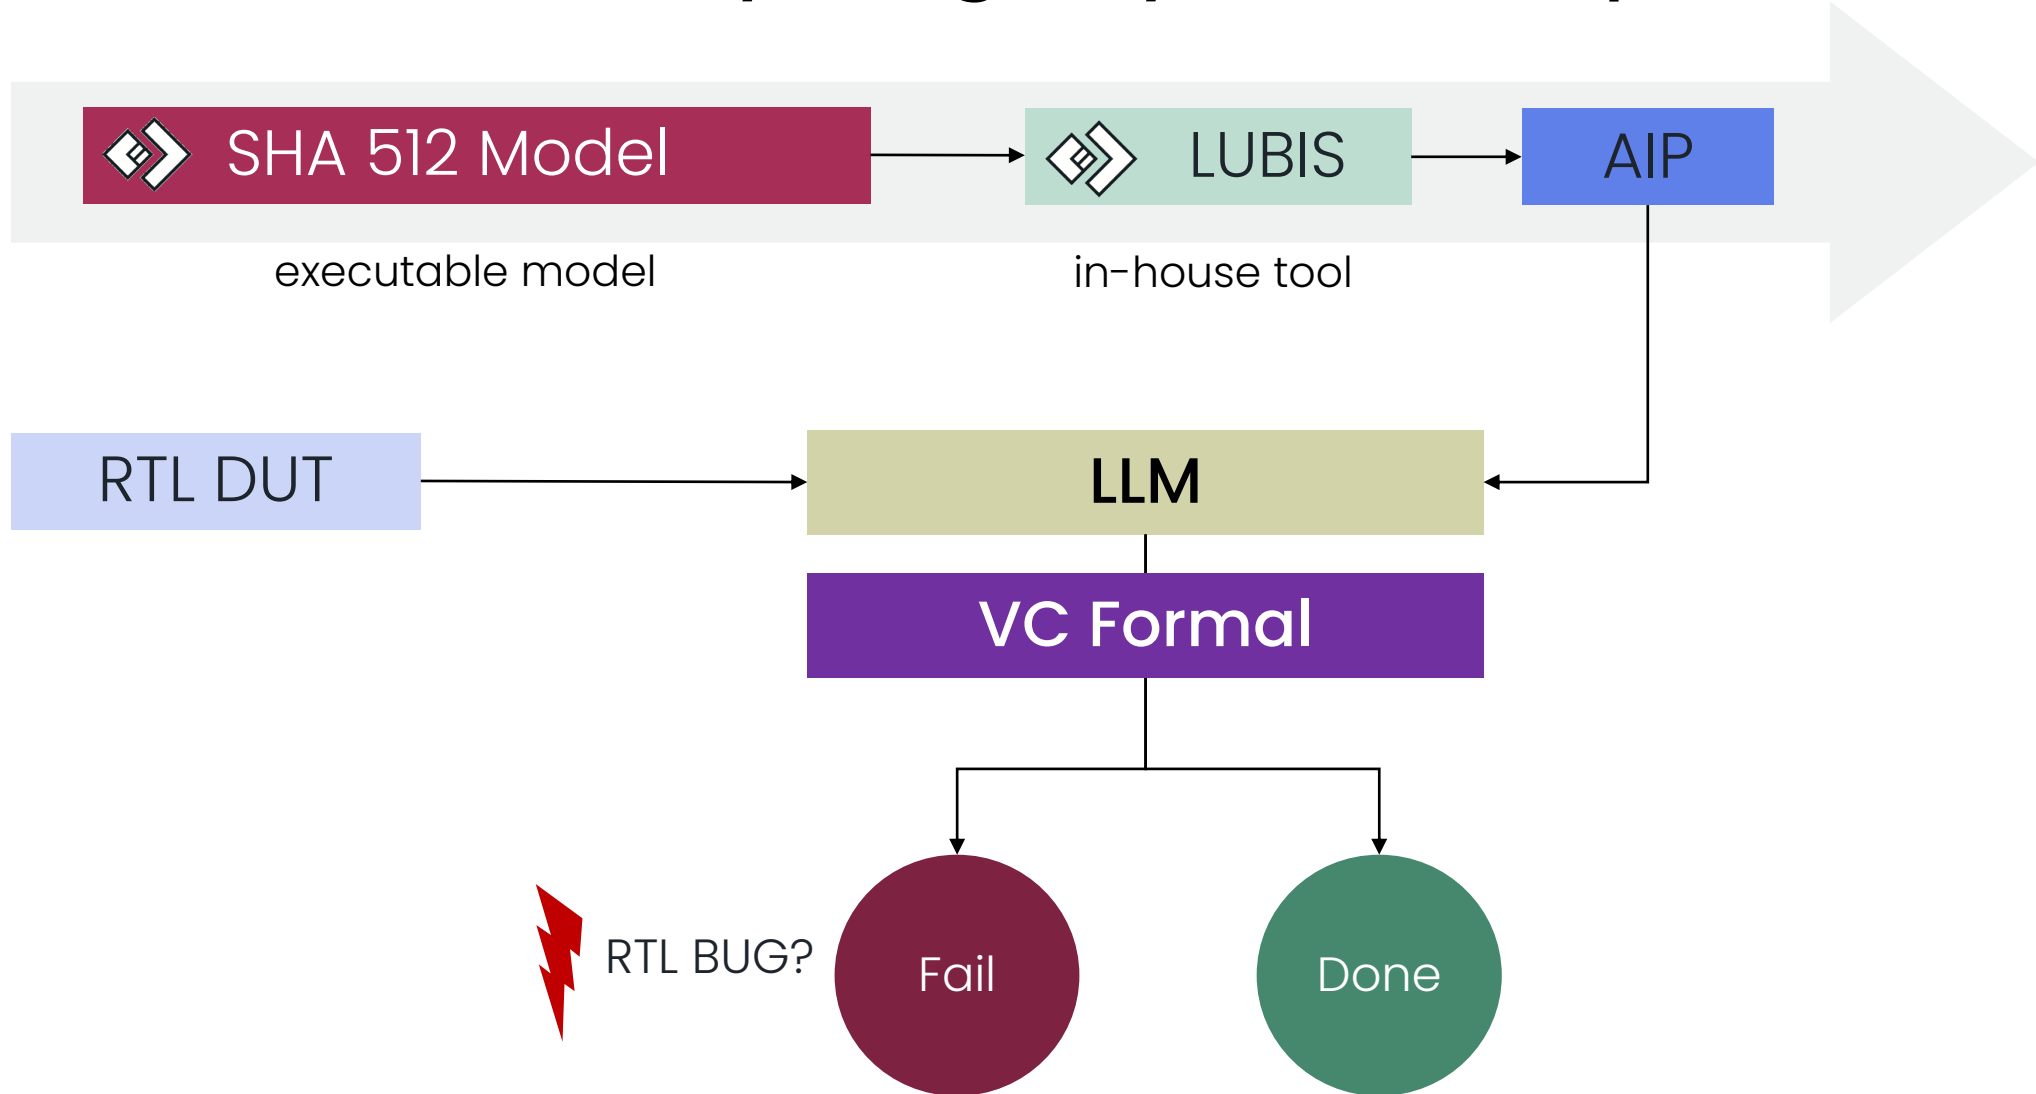 SHA 512 Model
LUBIS
AIP
executable model
in-house tool
RTL DUT
LLM
VC Formal
RTL BUG?
Fail
Done